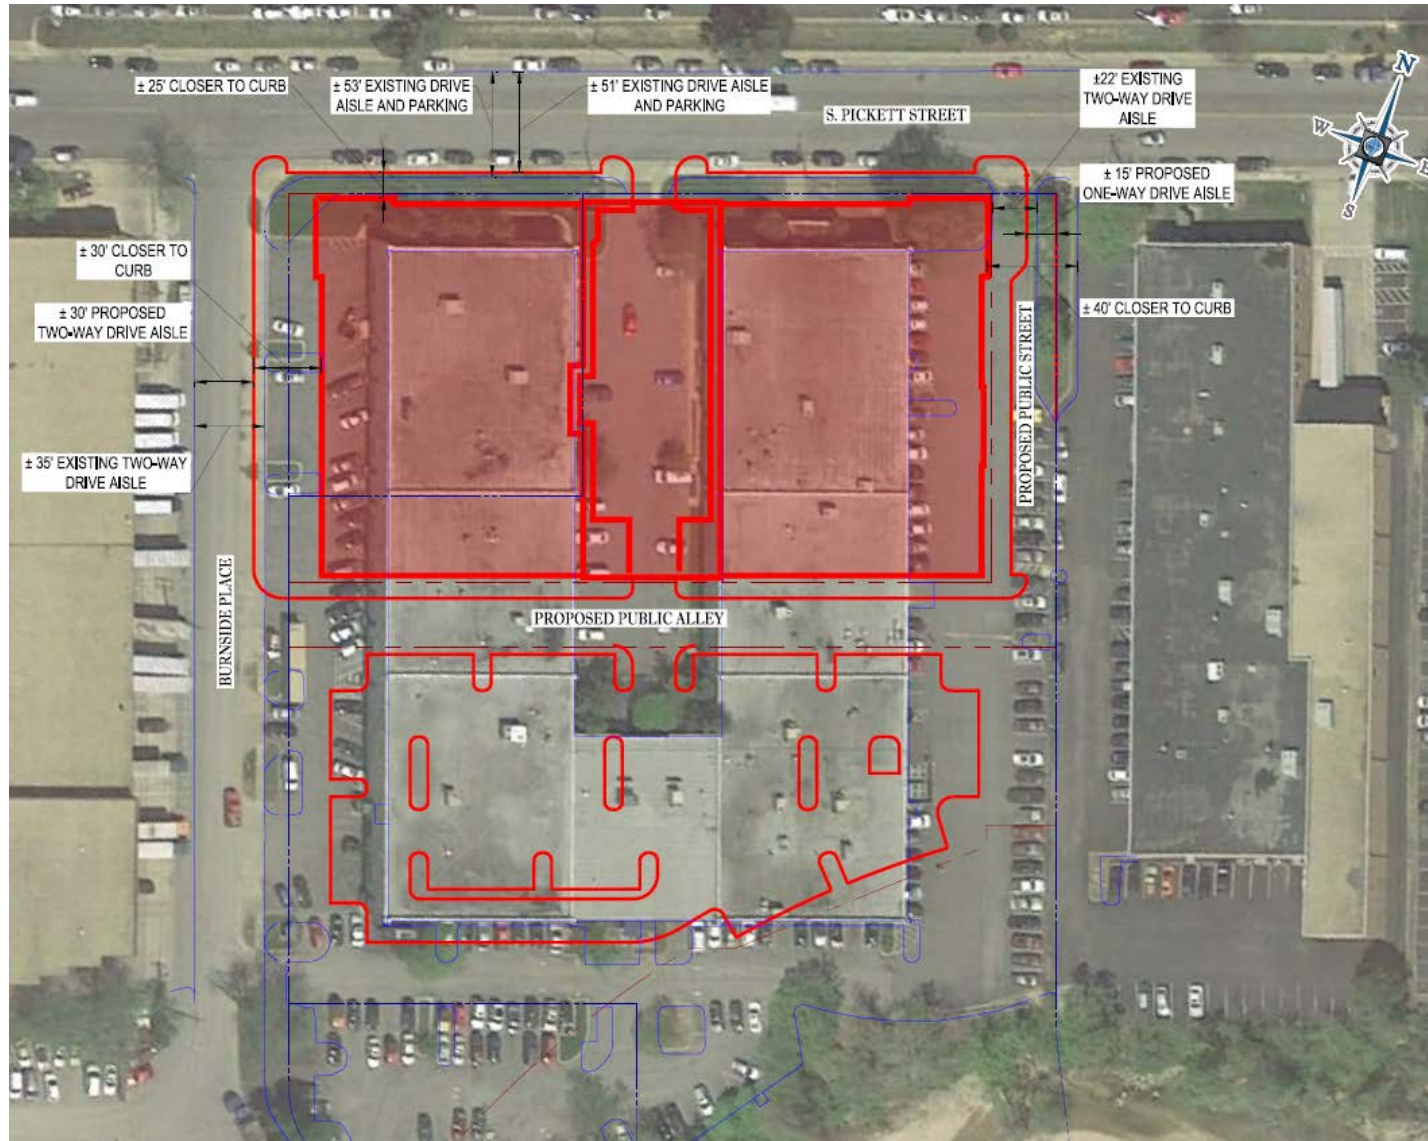 ± 25' CLOSER TO CURB
± 53' EXISTING DRIVE
AISLE AND PARKING
± 51' EXISTING DRIVE AISLE
AND PARKING
S. PICKETT STREET
±22' EXISTING
TWO-WAY DRIVE
AISLE
N
W
E
S
± 15' PROPOSED
ONE-WAY DRIVE AISLE
± 30' CLOSER TO
CURB
± 30' PROPOSED
TWO-WAY DRIVE AISLE
± 40' CLOSER TO CURB
PROPOSED PUBLIC STREET
± 35' EXISTING TWO-WAY
DRIVE AISLE
BURNSIDE PLACE
PROPOSED PUBLIC ALLEY